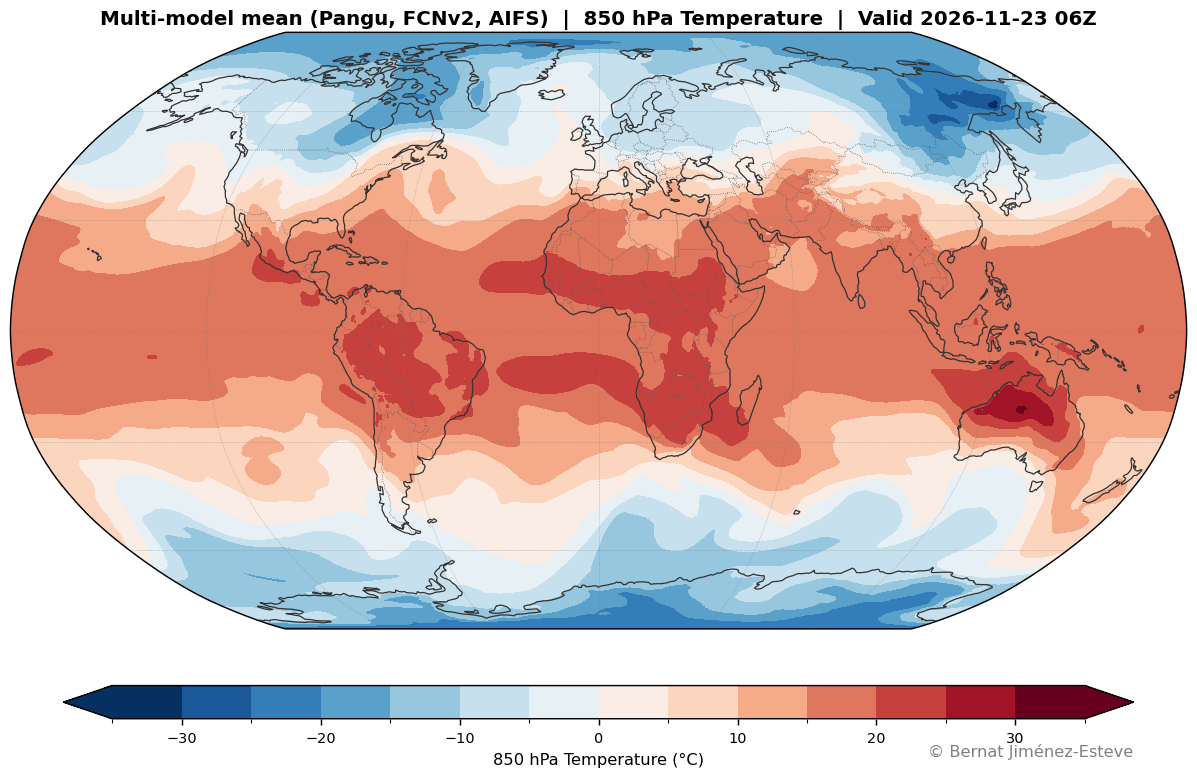 Multi-model mean (Pangu, FCNv2, AIFS)  |  850 hPa Temperature  |  Valid 2026-11-23 06Z
−30 −20 −10 0 10 20 30
850 hPa Temperature (°C)
© Bernat Jiménez-Esteve